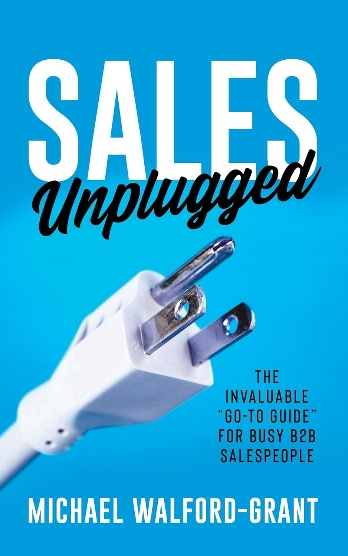 SALES
Unplugged
THE
INVALUABLE
“GO-TO GUIDE”
FOR BUSY B2B
SALESPEOPLE
MICHAEL WALFORD-GRANT